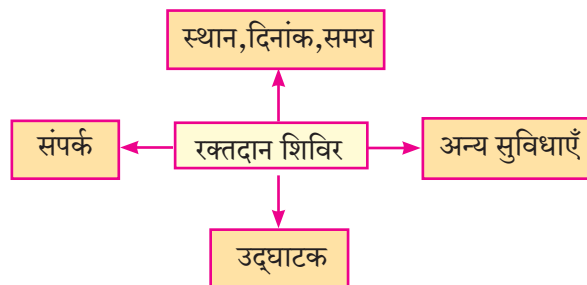 स्थान,दिनांक,समय
संपर्क
रक्तदान शिविर
अन्य सुविधाएँ
उद्‌घाटक